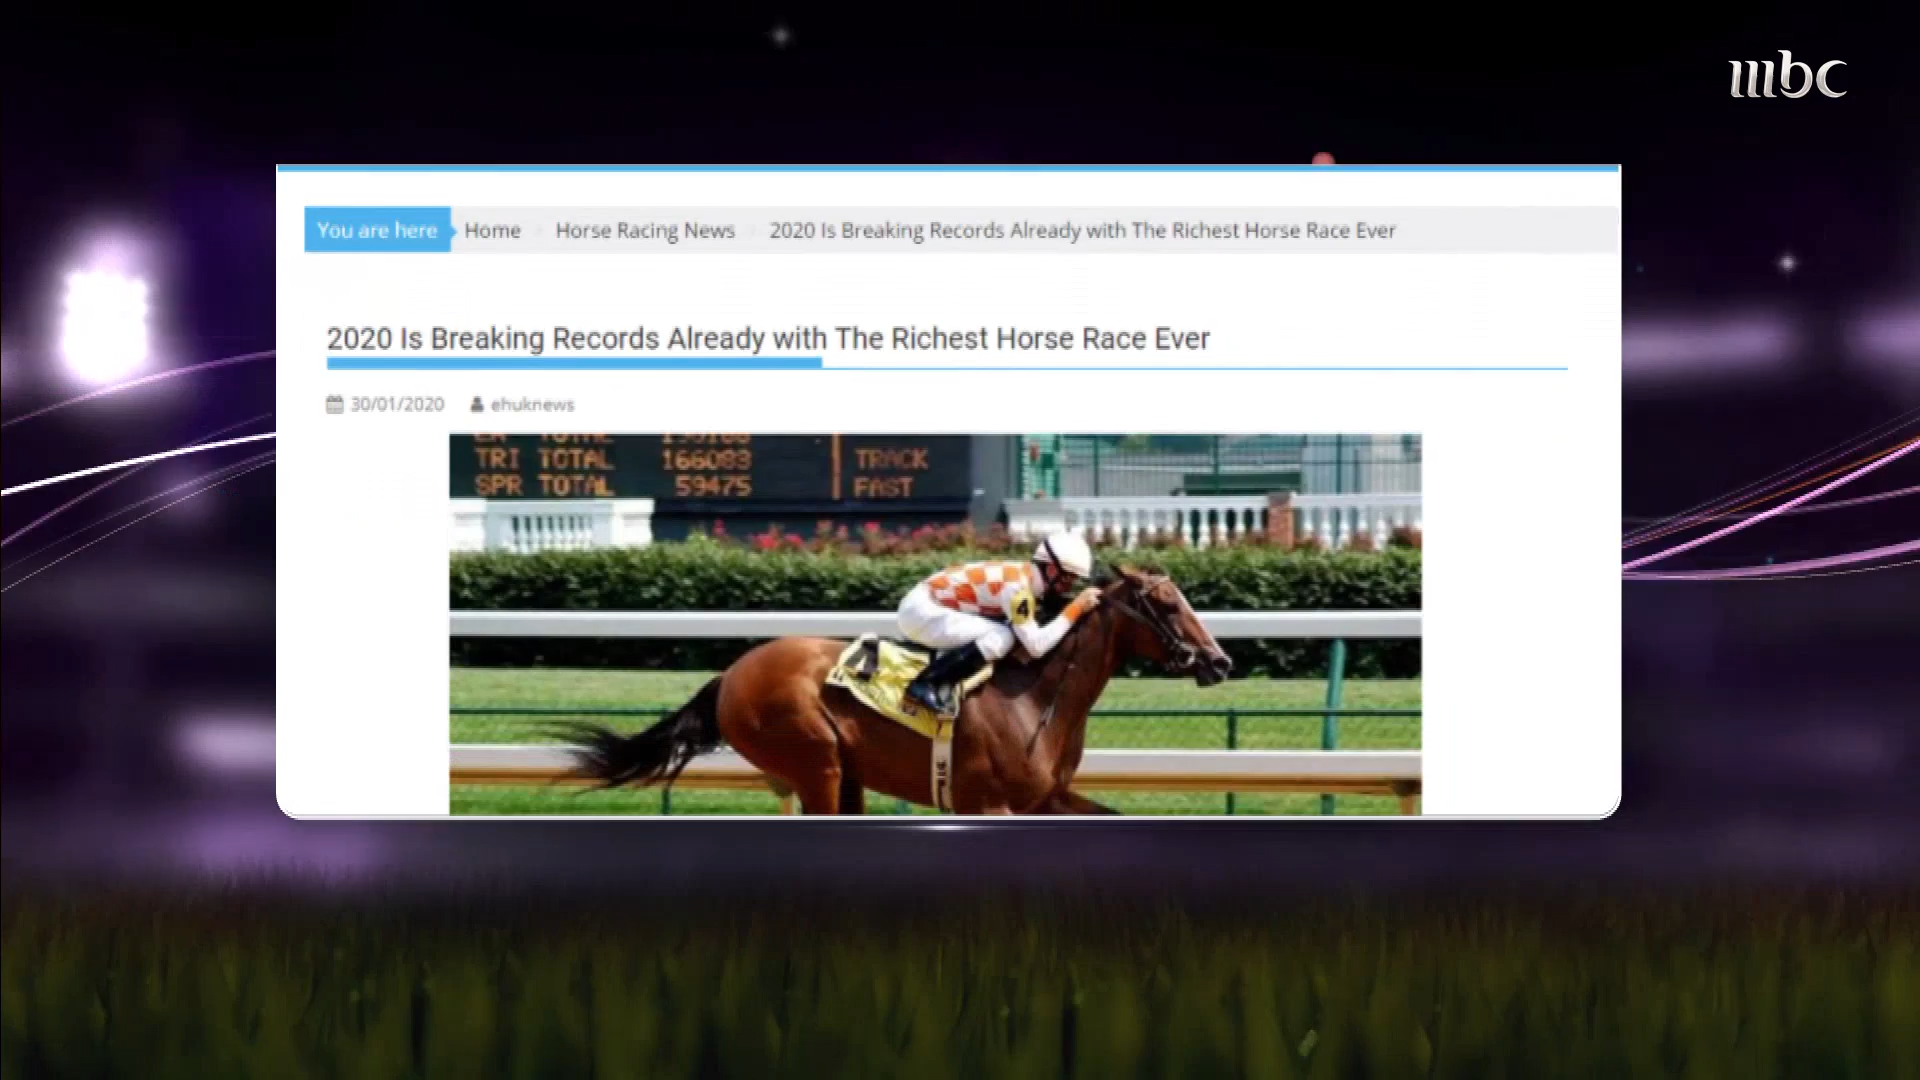 mbc
You are here Home Horse Racing News 2020 Is Breaking Records Already with The Richest Horse Race Ever
2020 Is Breaking Records Already with The Richest Horse Race Ever
30/01/2020 ehuknews
TRI TOTAL 166083 TRACK
SPR TOTAL 59475 FAST
4
4